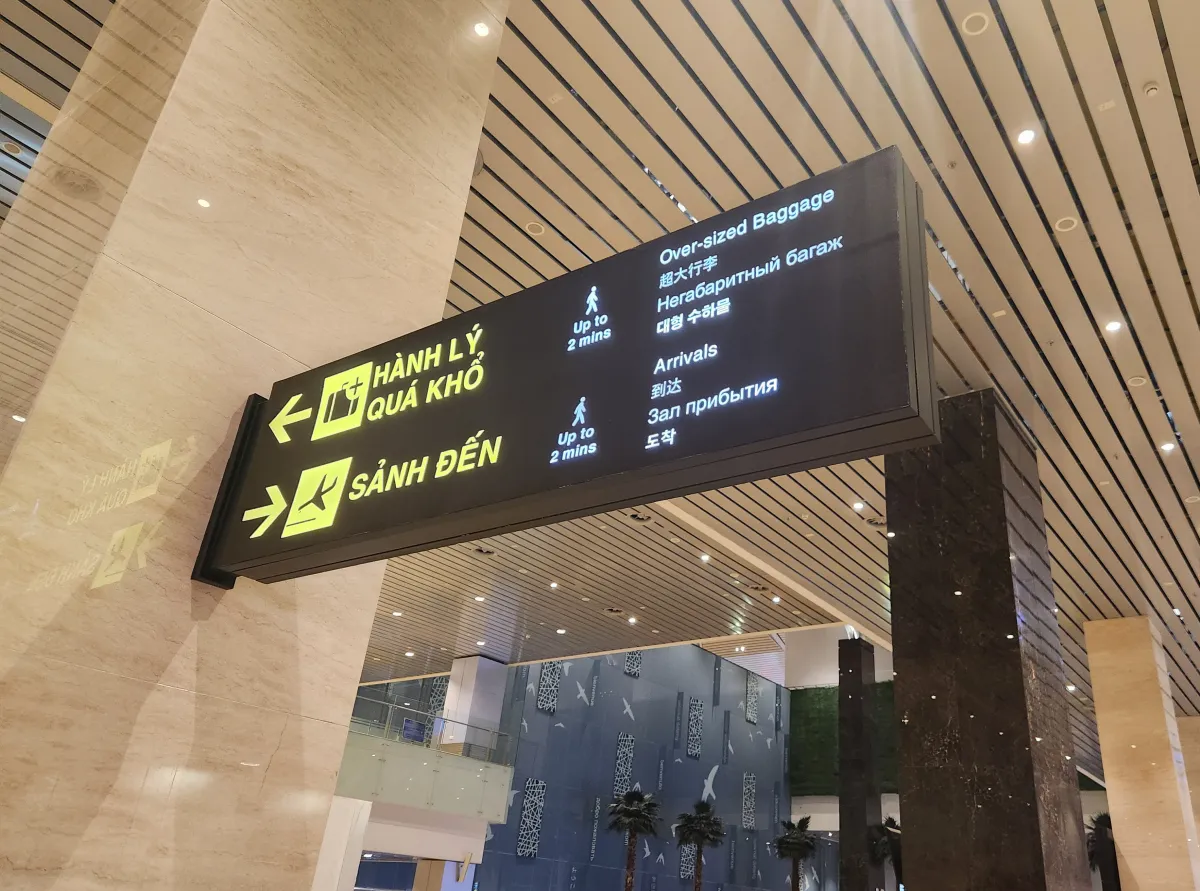 HÀNH LÝ
QUÁ KHỔ
Up to
2 mins
Over-sized Baggage
超大行李
Негабаритный багаж
대형 수하물
SẢNH ĐẾN
Up to
2 mins
Arrivals
到达
Зал прибытия
도착